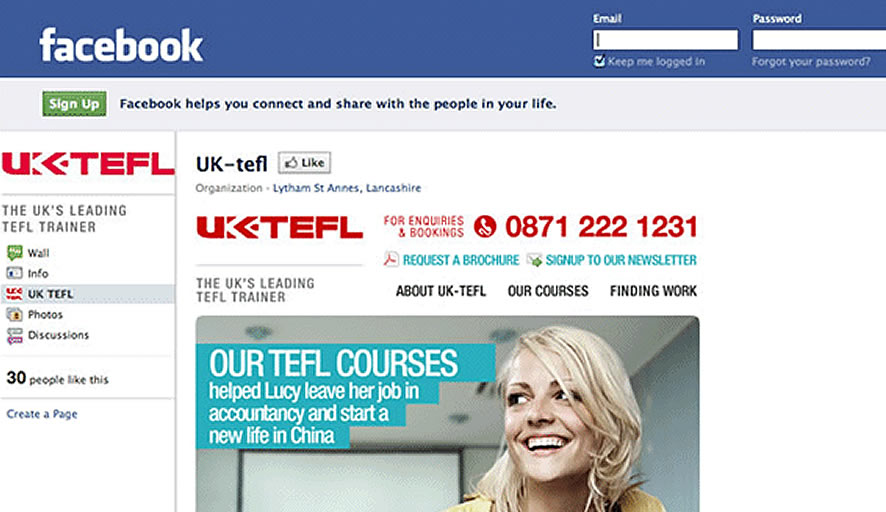 facebook
Email
Password
Keep me logged in
Forgot your password?
Sign Up
Facebook helps you connect and share with the people in your life.
UK TEFL
THE UK'S LEADING
TEFL TRAINER
Wall
Info
UK TEFL
Photos
Discussions
30 people like this
Create a Page
UK-tefl
Like
Organization - Lytham St Annes, Lancashire
UK TEFL
FOR ENQUIRIES
& BOOKINGS
0871 222 1231
REQUEST A BROCHURE
SIGNUP TO OUR NEWSLETTER
THE UK'S LEADING
TEFL TRAINER
ABOUT UK-TEFL
OUR COURSES
FINDING WORK
OUR TEFL COURSES
helped Lucy leave her job in
accountancy and start a
new life in China